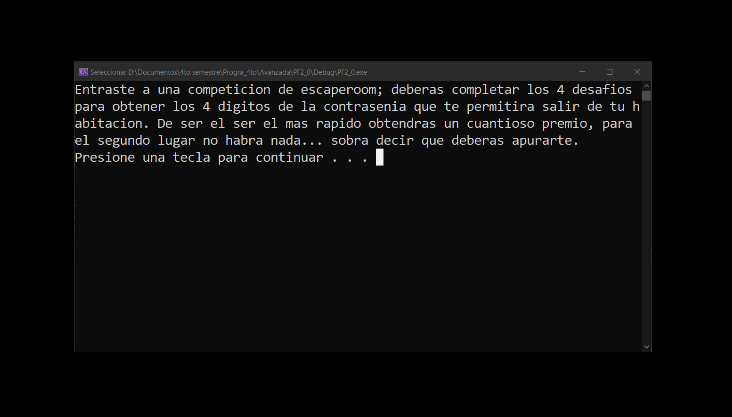 Seleccionar D:\Documentos\4to semestre\Progra_4to\Avanzada\PT2_0\Debug\PT2_0.exe
Entraste a una competicion de escaperoom; deberas completar los 4 desafios
para obtener los 4 digitos de la contrasenia que te permitira salir de tu h
abitacion. De ser el ser el mas rapido obtendras un cuantioso premio, para
el segundo lugar no habra nada... sobra decir que deberas apurarte.
Presione una tecla para continuar . . .